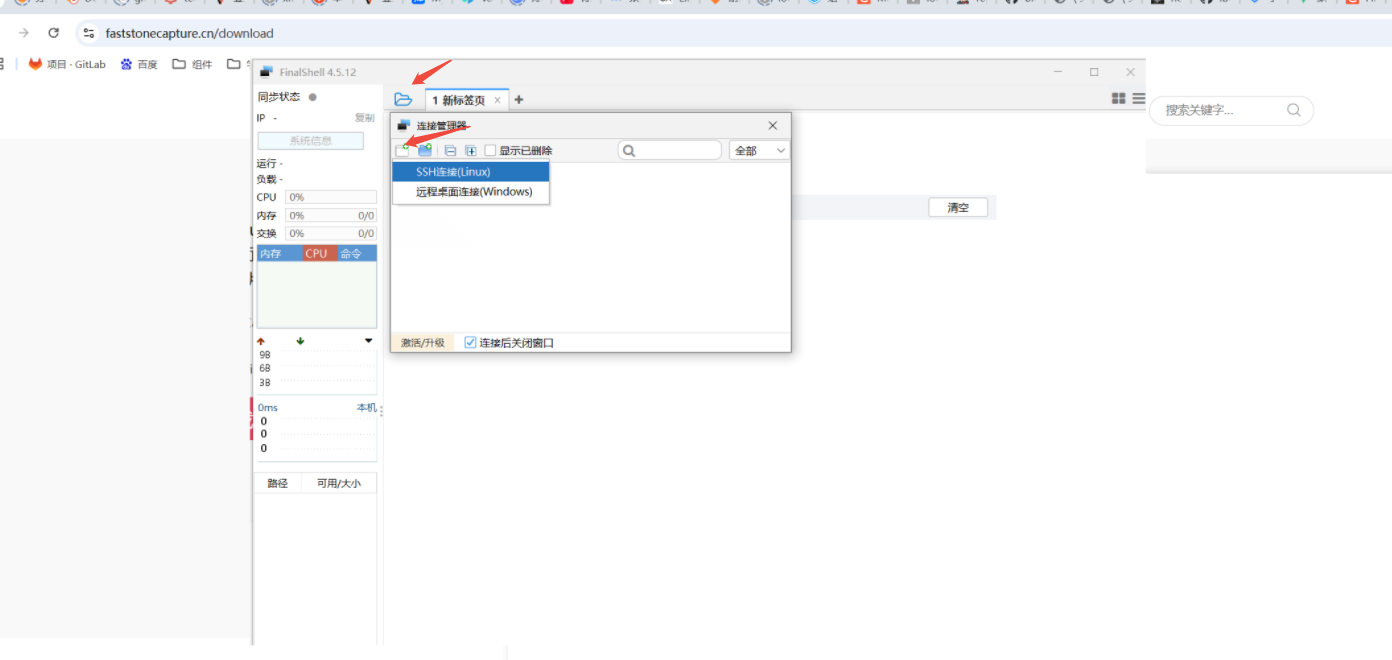 faststonecapture.cn/download
项目 · GitLab 百度 组件
FinalShell 4.5.12
同步状态
1 新标签页
IP - 复制
搜索关键字...
连接管理器
系统信息
显示已删除 全部
运行 -
SSH连接(Linux)
负载 -
远程桌面连接(Windows)
CPU 0%
清空
内存 0% 0/0
交换 0% 0/0
内存 CPU 命令
激活/升级 连接后关闭窗口
9B
6B
3B
0ms 本机
0
0
0
路径 可用/大小